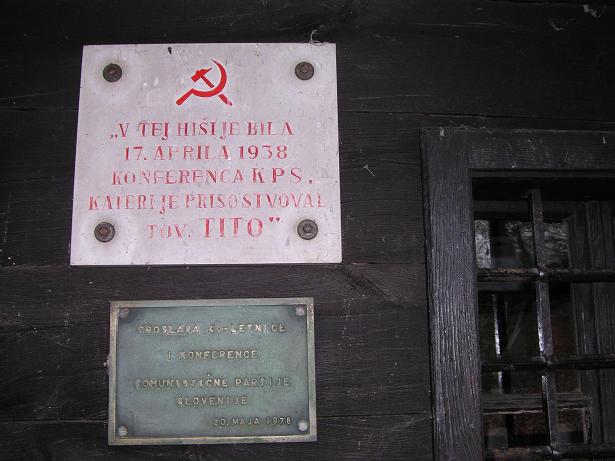 „V TEJ HIŠI JE BILA
17. APRILA 1938
KONFERENCA KPS,
KATERI JE PRISOSTVOVAL
TOV. TITO”
PROSLAVA 40-LETNICE
I. KONFERENCE
KOMUNISTIČNE PARTIJE
SLOVENIJE
20. MAJA 1978